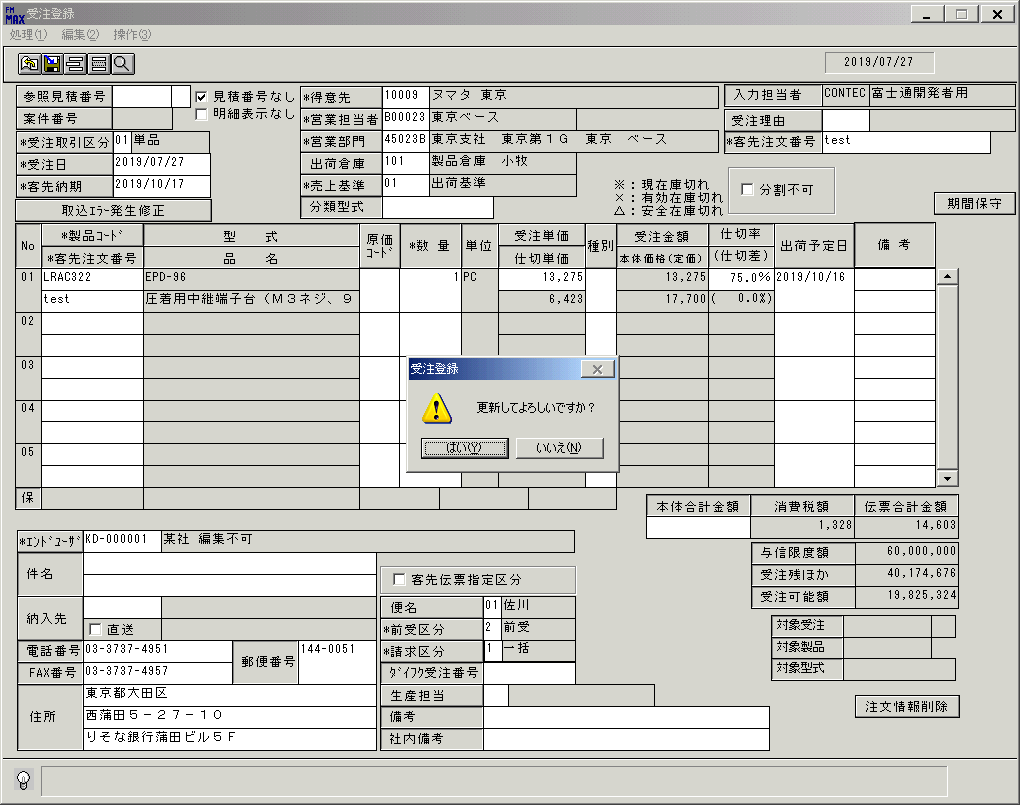 FM MAX 受注登録
処理(1) 編集(2) 操作(3)
2019/07/27
参照見積番号 見積番号なし
案件番号 明細表示なし
*受注取引区分 01 単品
*受注日 2019/07/27
*客先納期 2019/10/17
取込ｴﾗｰ発生修正
*得意先 10009 ヌマタ 東京
*営業担当者 B00023 東京ベース
*営業部門 45023B 東京支社 東京第１Ｇ 東京 ベース
出荷倉庫 101 製品倉庫 小牧
*売上基準 01 出荷基準
分類型式
入力担当者 CONTEC 富士通開発者用
受注理由
*客先注文番号 test
※：現在庫切れ
×：有効在庫切れ
△：安全在庫切れ
分割不可
期間保守
No *製品ｺｰﾄﾞ 型 式 原価ｺｰﾄﾞ *数 量 単位 受注単価 種別 受注金額 仕切率 出荷予定日 備 考
*客先注文番号 品 名 仕切単価 本体価格(定価) (仕切差)
01 LRAC322 EPD-96 1 PC 13,275 13,275 75.0% 2019/10/16
test 圧着用中継端子台（Ｍ３ネジ、９ 6,423 17,700 ( 0.0%)
02
03
04
05
保
受注登録
更新してよろしいですか？
はい(Y) いいえ(N)
本体合計金額 消費税額 伝票合計金額
1,328 14,603
与信限度額 60,000,000
受注残ほか 40,174,676
受注可能額 19,825,324
対象受注
対象製品
対象型式
注文情報削除
*ｴﾝﾄﾞﾕｰｻﾞ KD-000001 某社 編集不可
件名
納入先
直送
電話番号 03-3737-4951 郵便番号 144-0051
FAX番号 03-3737-4957
住所 東京都大田区
西蒲田５－２７－１０
りそな銀行蒲田ビル５Ｆ
客先伝票指定区分
便名 01 佐川
*前受区分 2 前受
*請求区分 1 一括
ﾀﾞｲﾌｸ受注番号
生産担当
備考
社内備考